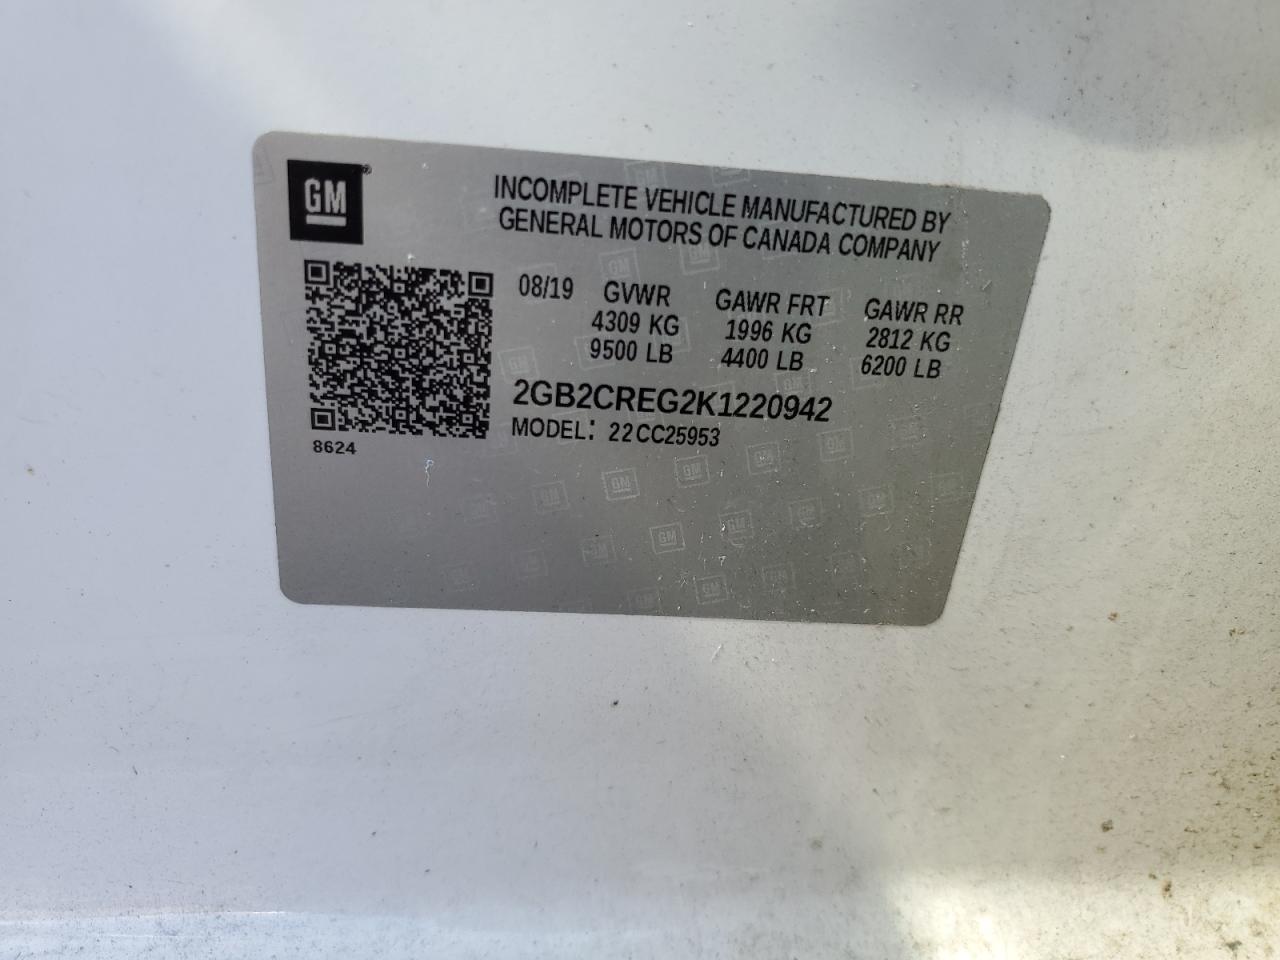 GM
INCOMPLETE VEHICLE MANUFACTURED BY
GENERAL MOTORS OF CANADA COMPANY
08/19 GVWR GAWR FRT GAWR RR
4309 KG 1996 KG 2812 KG
9500 LB 4400 LB 6200 LB
2GB2CREG2K1220942
MODEL: 22CC25953
8624